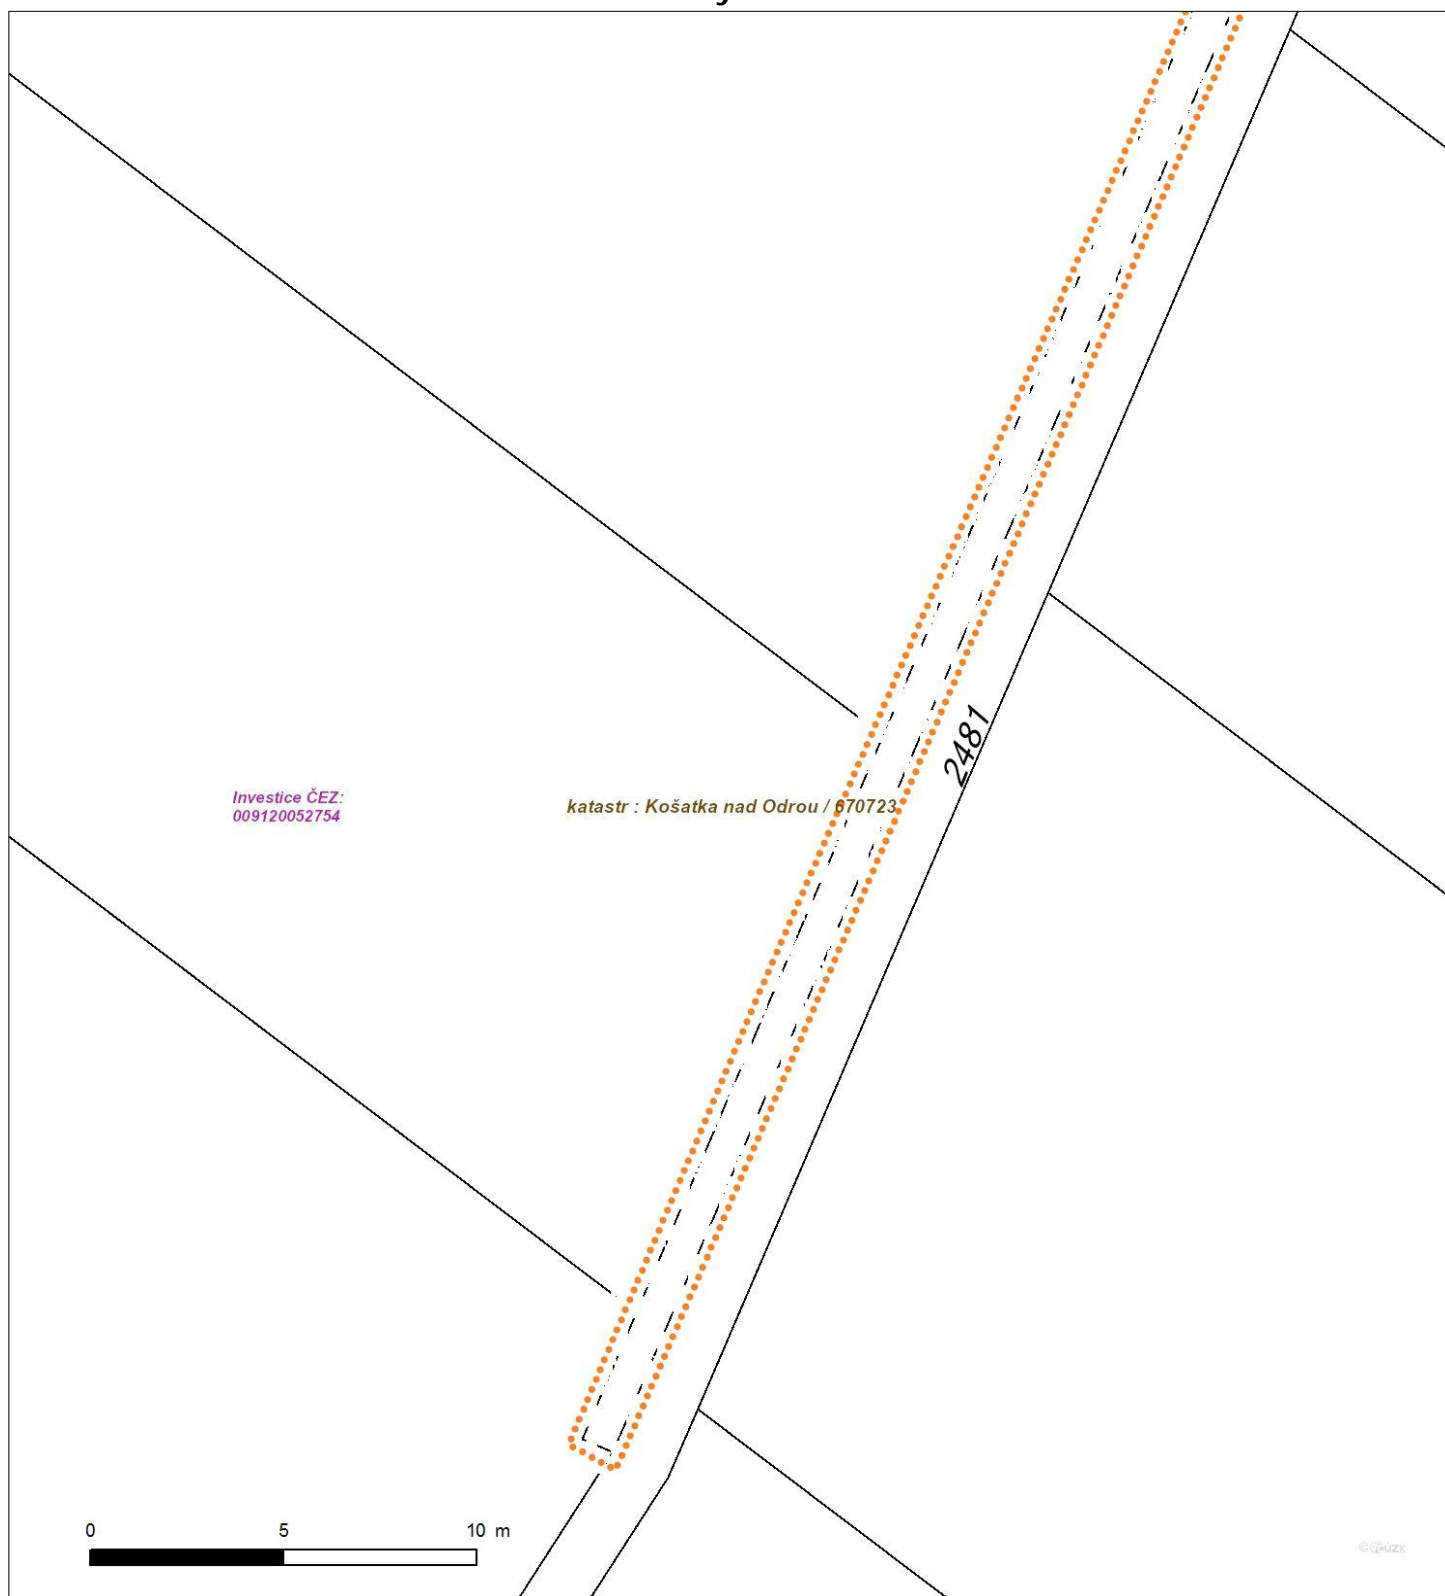 2481
Investice ČEZ:
009120052754
katastr : Košatka nad Odrou / 670723
0 5 10 m